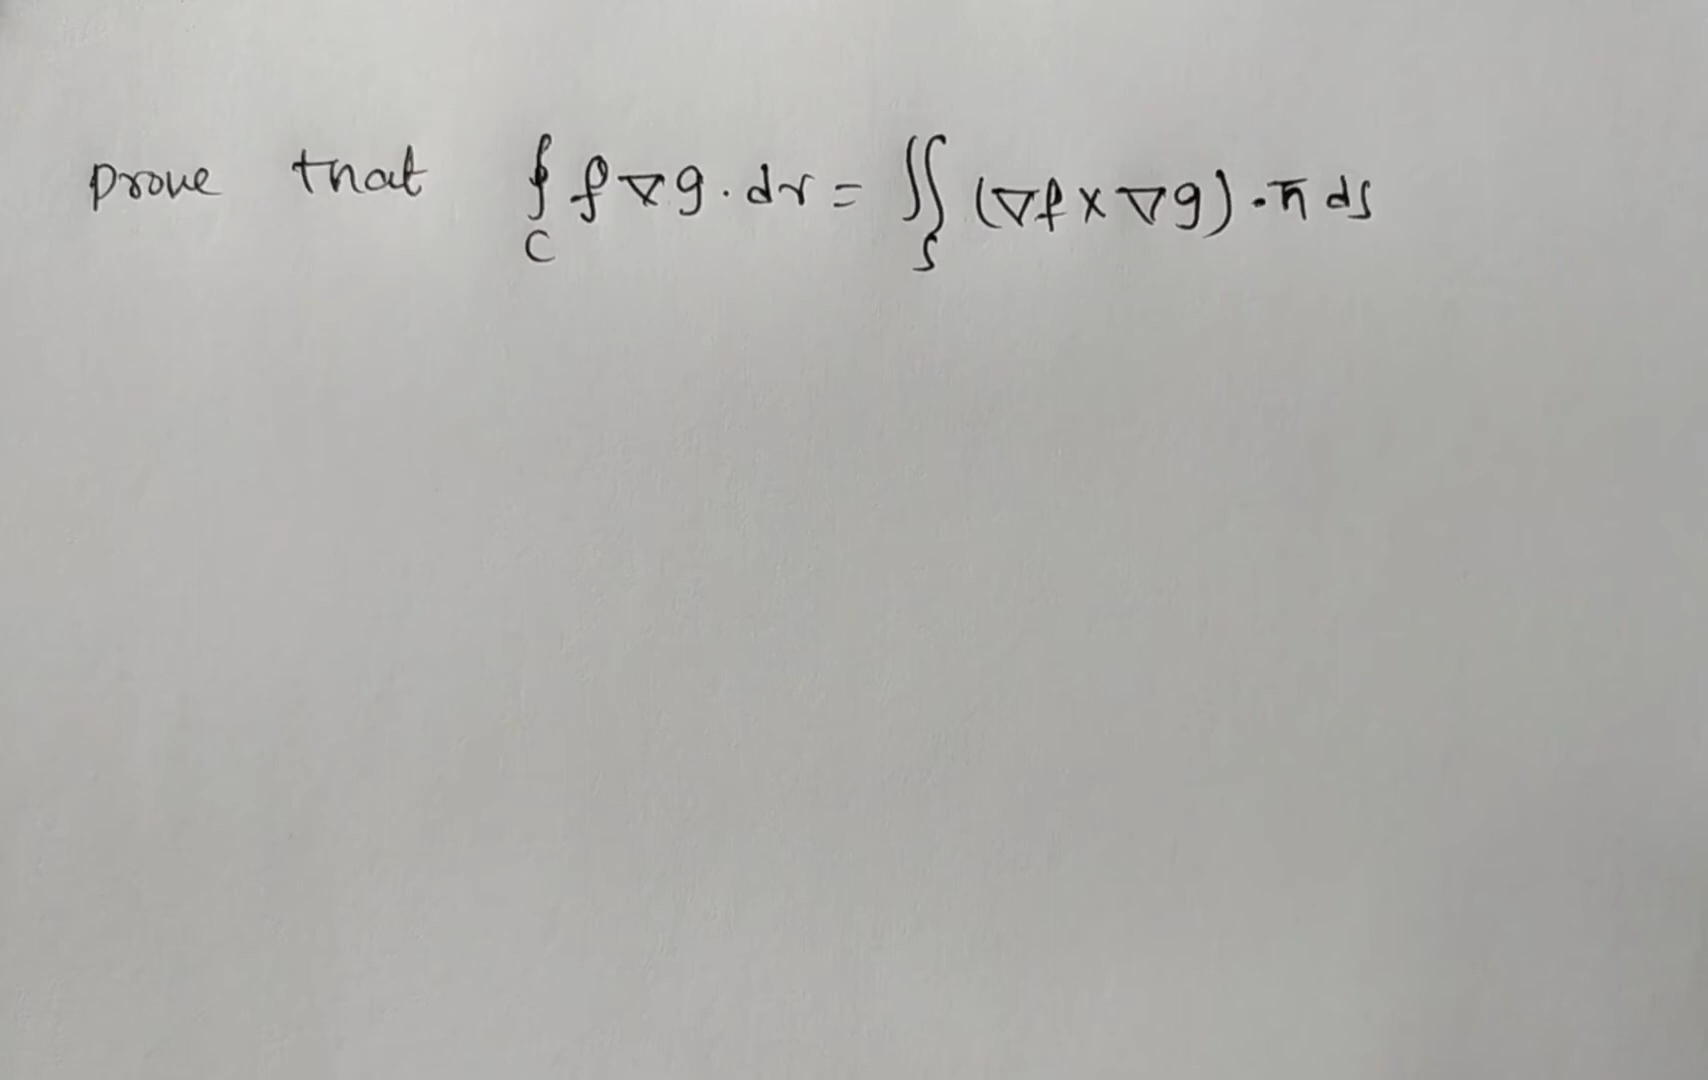 prove that ∮_C f ∇g . dr = ∬_S (∇f × ∇g) . n̅ ds